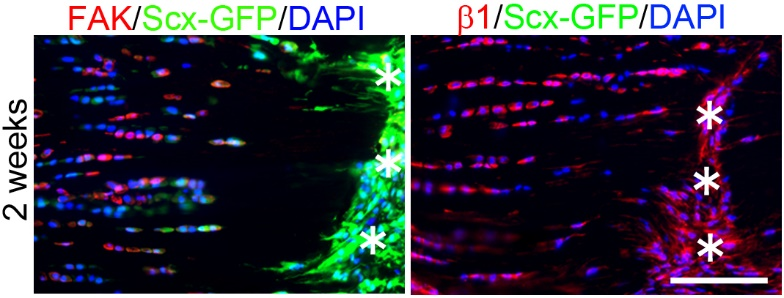 FAK/Scx-GFP/DAPI
β1/Scx-GFP/DAPI
2 weeks
* * *
* * *